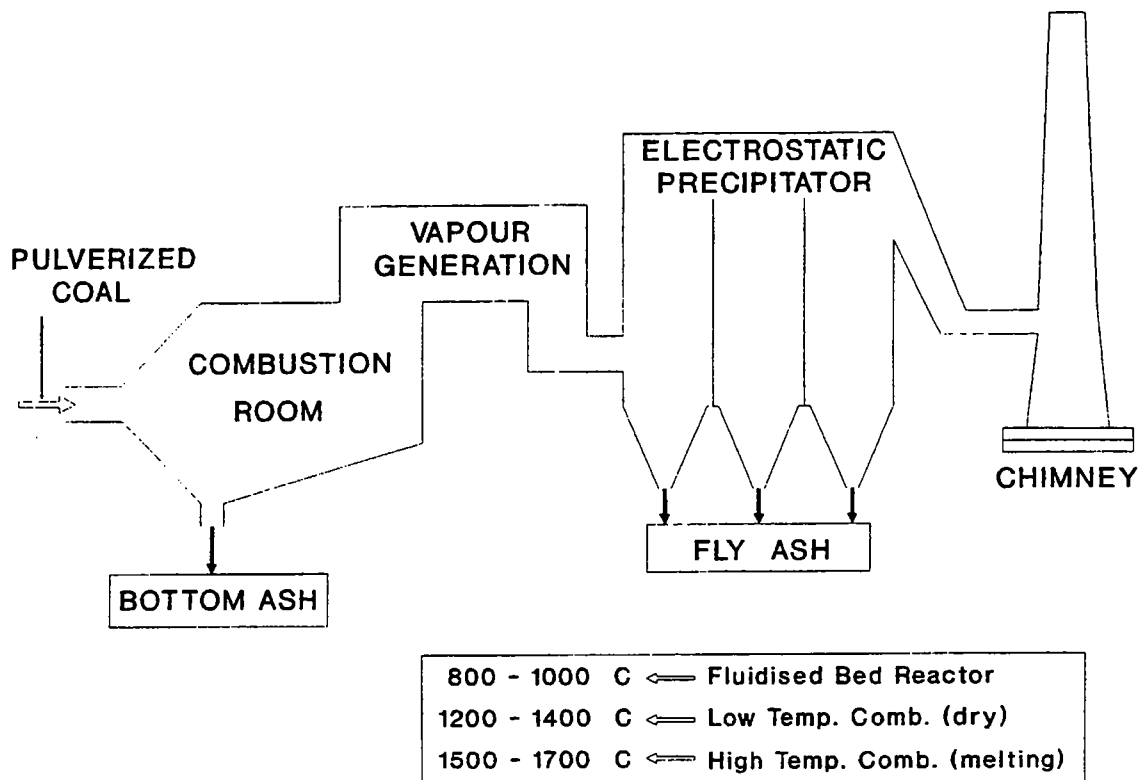 ELECTROSTATIC
PRECIPITATOR
VAPOUR
GENERATION
PULVERIZED
COAL
COMBUSTION
ROOM
CHIMNEY
FLY ASH
BOTTOM ASH
800 - 1000 C ⇐ Fluidised Bed Reactor
1200 - 1400 C ⇐ Low Temp. Comb. (dry)
1500 - 1700 C ⇐ High Temp. Comb. (melting)